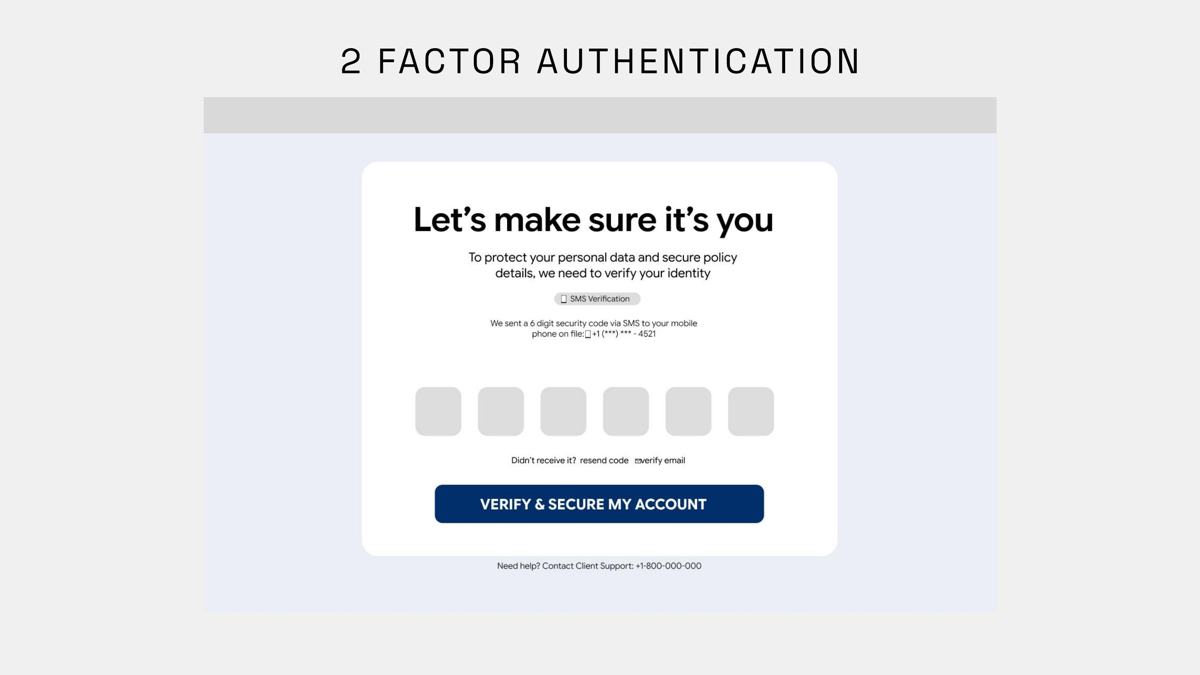 2 FACTOR AUTHENTICATION
Let's make sure it's you
To protect your personal data and secure policy
details, we need to verify your identity
SMS Verification
We sent a 6 digit security code via SMS to your mobile
phone on file: +1 (***) *** - 4521
Didn't receive it? resend code verify email
VERIFY & SECURE MY ACCOUNT
Need help? Contact Client Support: +1-800-000-000